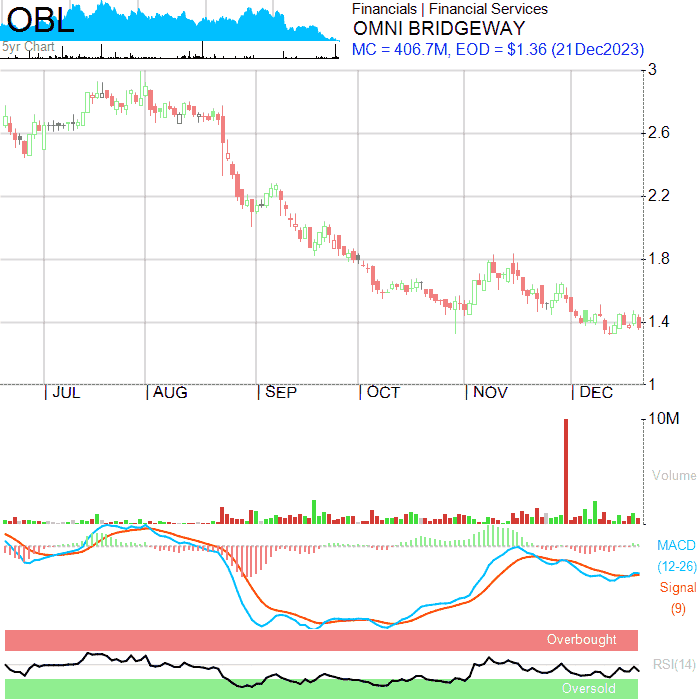 OBL
5yr Chart
Financials | Financial Services
OMNI BRIDGEWAY
MC = 406.7M, EOD = $1.36 (21Dec2023)
3
2.6
2.2
1.8
1.4
1
JUL AUG SEP OCT NOV DEC
10M
Volume
MACD
(12-26)
Signal
(9)
Overbought
RSI(14)
Oversold